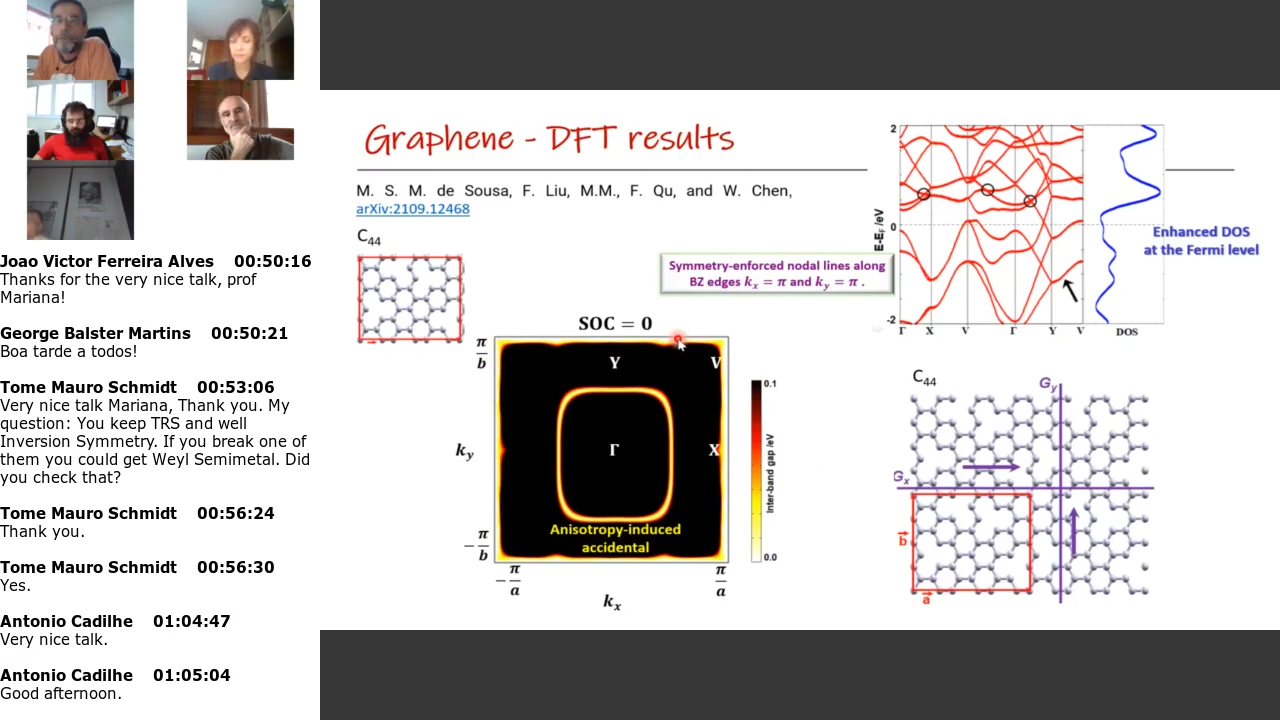 Joao Victor Ferreira Alves 00:50:16
Thanks for the very nice talk, prof
Mariana!
George Balster Martins 00:50:21
Boa tarde a todos!
Tome Mauro Schmidt 00:53:06
Very nice talk Mariana, Thank you. My
question: You keep TRS and well
Inversion Symmetry. If you break one of
them you could get Weyl Semimetal. Did
you check that?
Tome Mauro Schmidt 00:56:24
Thank you.
Tome Mauro Schmidt 00:56:30
Yes.
Antonio Cadilhe 01:04:47
Very nice talk.
Antonio Cadilhe 01:05:04
Good afternoon.
Graphene - DFT results
M. S. M. de Sousa, F. Liu, M.M., F. Qu, and W. Chen,
arXiv:2109.12468
C₄₄
Symmetry-enforced nodal lines along
BZ edges kₓ = π and k_y = π .
SOC = 0
π/b
Y
V
k_y
Γ
X
Anisotropy-induced
accidental
−π/b
−π/a
π/a
kₓ
0.1
Inter-band gap /eV
0.0
2
0
-2
E-E_F /eV
Γ X V Γ Y V DOS
Enhanced DOS
at the Fermi level
C₄₄
G_y
Gₓ
b
a